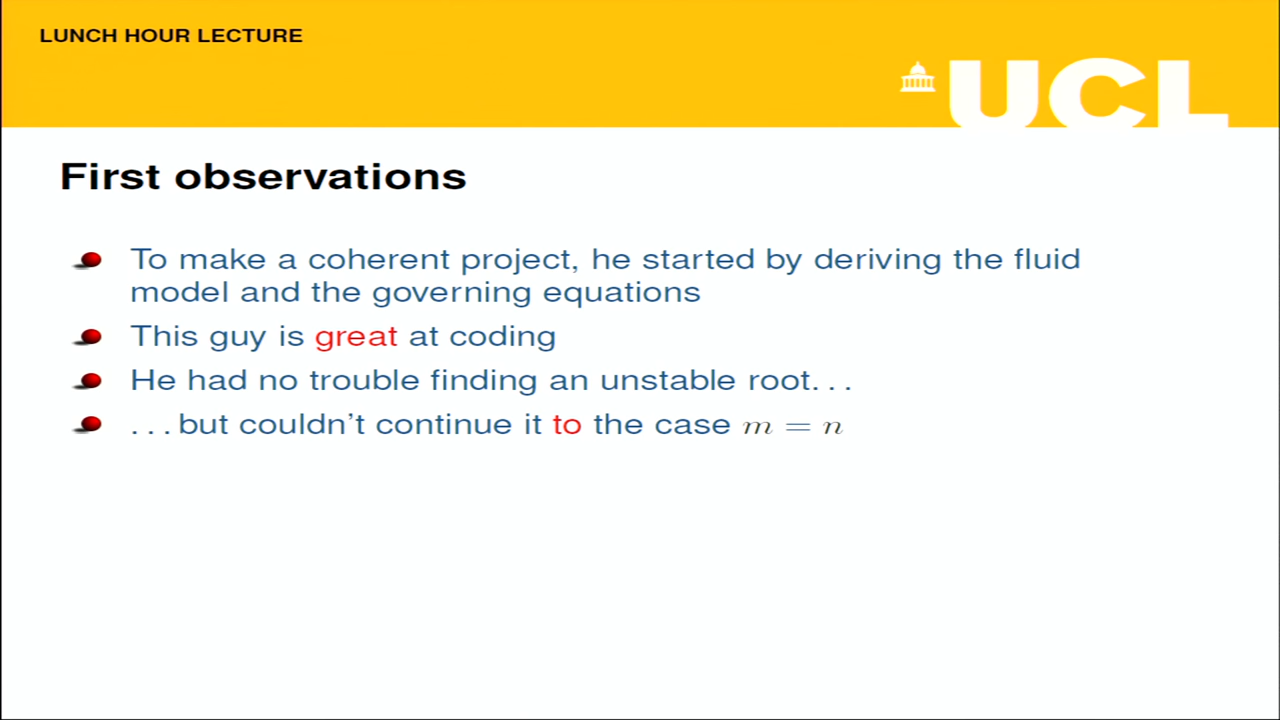 LUNCH HOUR LECTURE
UCL
First observations
To make a coherent project, he started by deriving the fluid
model and the governing equations
This guy is great at coding
He had no trouble finding an unstable root...
...but couldn't continue it to the case m = n